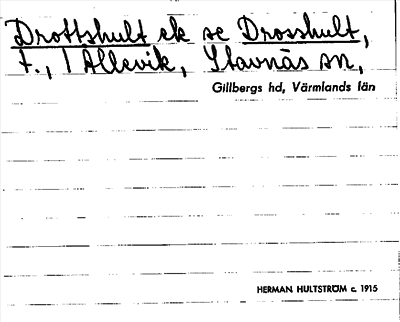 Drottshult ek se Drosshult,
t., 1 Allevik, Stavnäs sn,
Gillbergs hd, Värmlands län
HERMAN HULTSTRÖM c. 1915